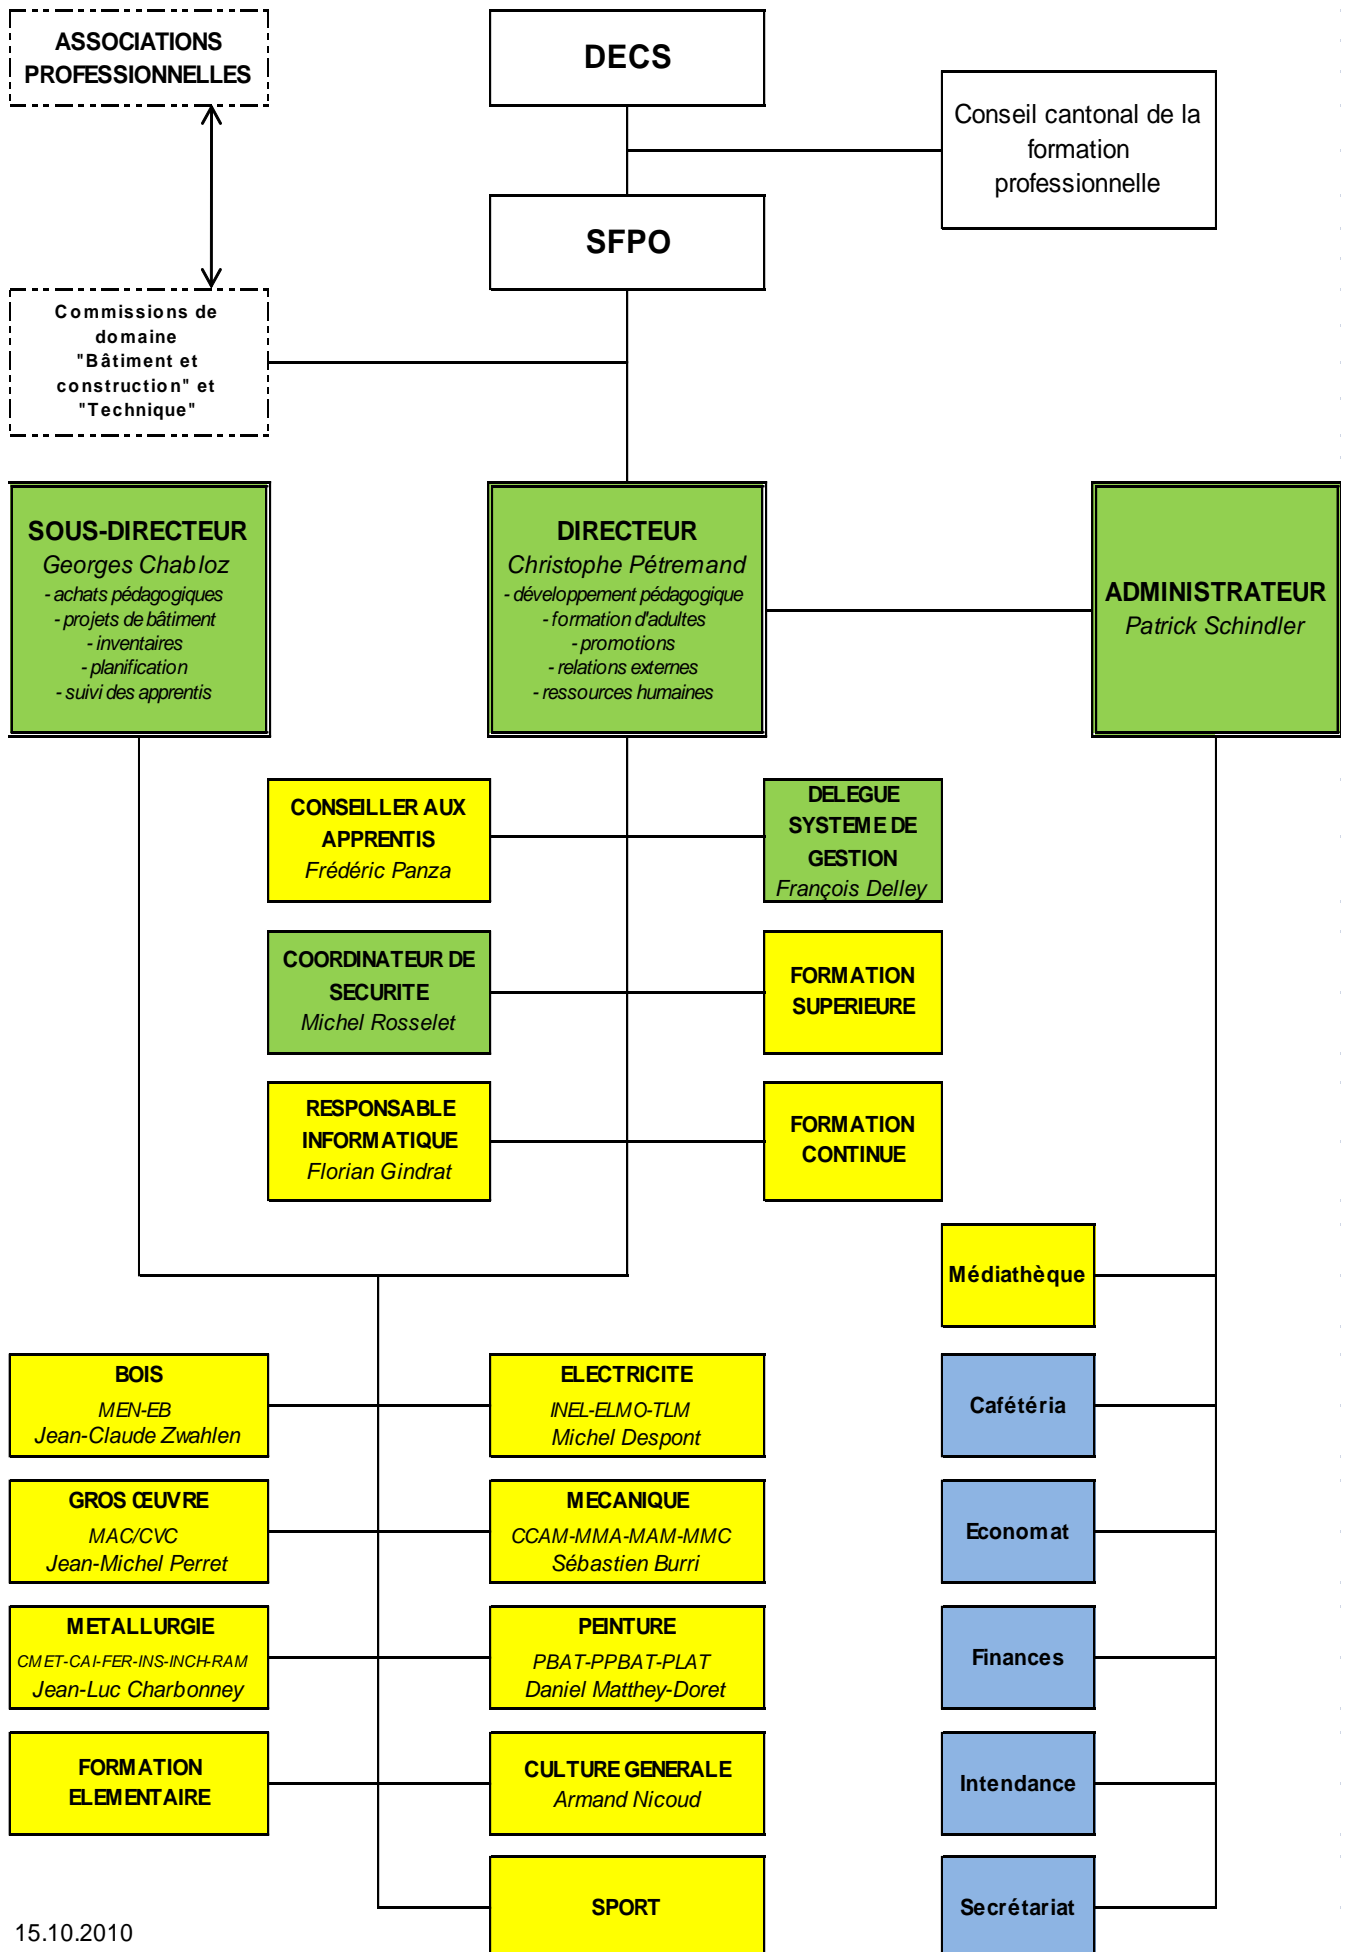 ASSOCIATIONS
PROFESSIONNELLES
DECS
Conseil cantonal de la
formation
professionnelle
SFPO
Commissions de
domaine
"Bâtiment et
construction" et
"Technique"
SOUS-DIRECTEUR
Georges Chabloz
- achats pédagogiques
- projets de bâtiment
- inventaires
- planification
- suivi des apprentis
DIRECTEUR
Christophe Pétremand
- développement pédagogique
- formation d'adultes
- promotions
- relations externes
- ressources humaines
ADMINISTRATEUR
Patrick Schindler
CONSEILLER AUX
APPRENTIS
Frédéric Panza
DELEGUE
SYSTEME DE
GESTION
François Delley
COORDINATEUR DE
SECURITE
Michel Rosselet
FORMATION
SUPERIEURE
RESPONSABLE
INFORMATIQUE
Florian Gindrat
FORMATION
CONTINUE
Médiathèque
BOIS
MEN-EB
Jean-Claude Zwahlen
ELECTRICITE
INEL-ELMO-TLM
Michel Despont
Cafétéria
GROS ŒUVRE
MAC/CVC
Jean-Michel Perret
MECANIQUE
CCAM-MMA-MAM-MMC
Sébastien Burri
Economat
METALLURGIE
CMET-CAI-FER-INS-INCH-RAM
Jean-Luc Charbonney
PEINTURE
PBAT-PPBAT-PLAT
Daniel Matthey-Doret
Finances
FORMATION
ELEMENTAIRE
CULTURE GENERALE
Armand Nicoud
Intendance
SPORT
Secrétariat
15.10.2010